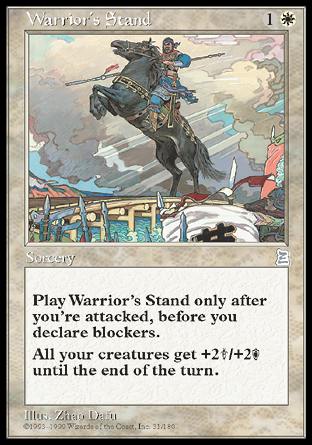 Warrior's Stand 1
Sorcery
Play Warrior's Stand only after
you're attacked, before you
declare blockers.
All your creatures get +2/+2
until the end of the turn.
Illus. Zhao Dafu
©1993-1999 Wizards of the Coast, Inc. 31/180